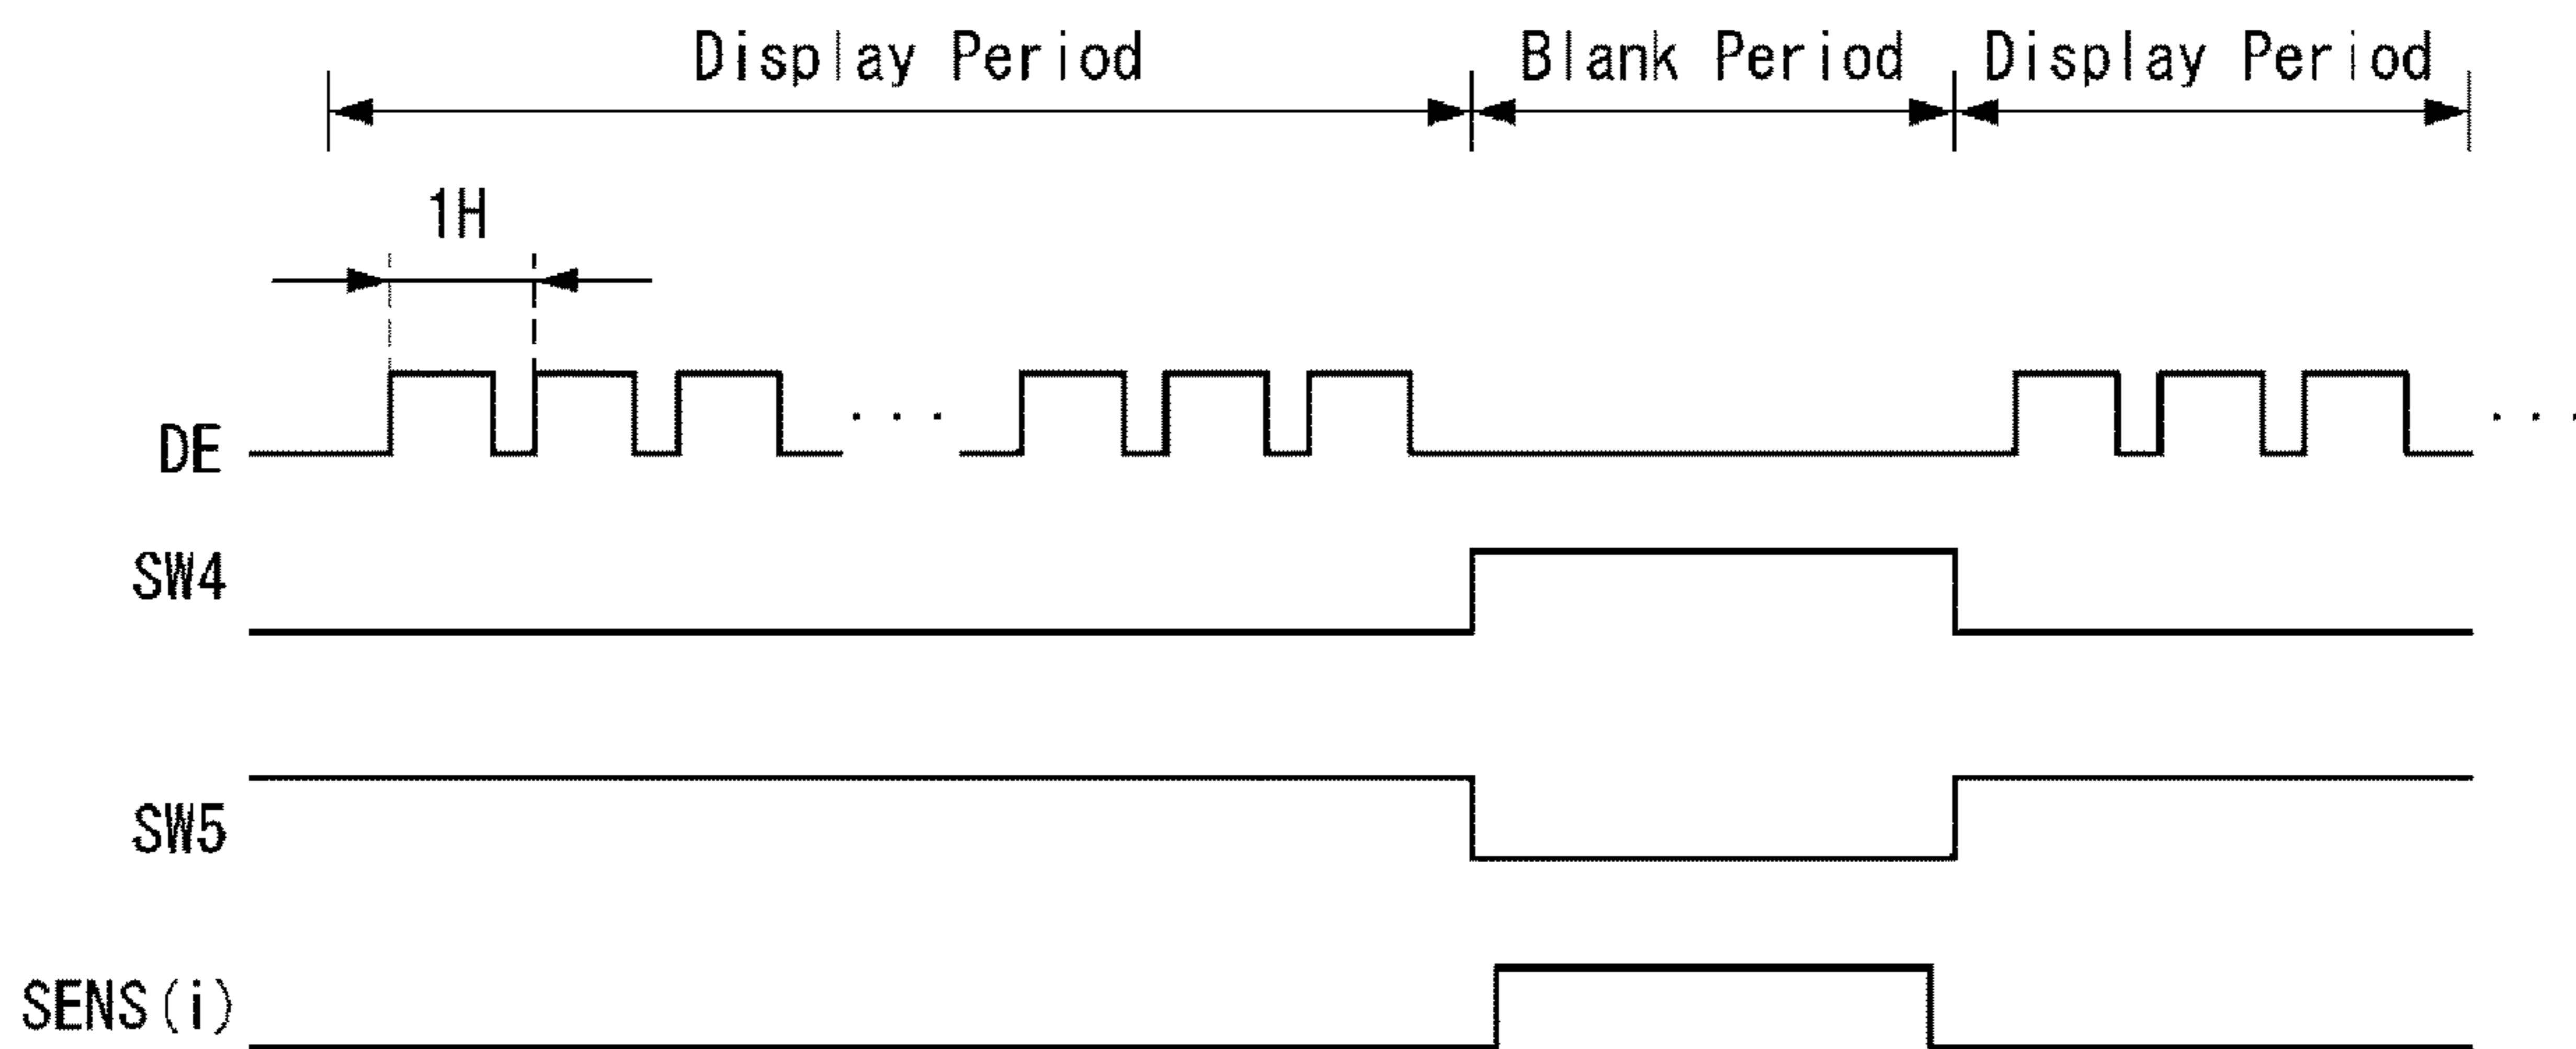 Display Period
Blank Period
Display Period
1H
DE
. . .
. . .
SW4
SW5
SENS(i)